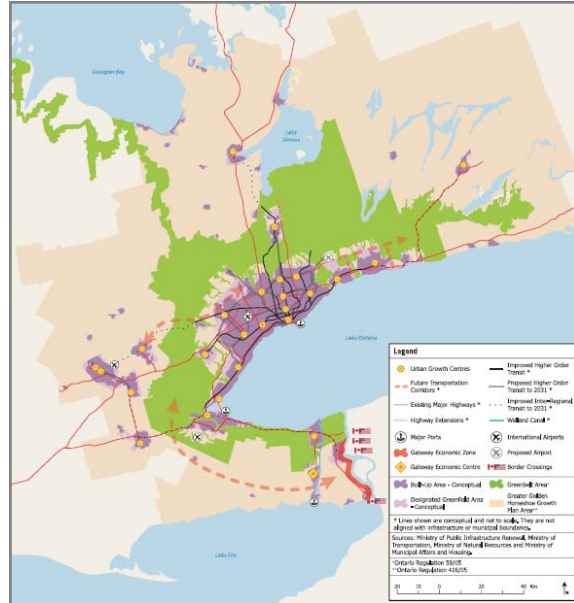 Georgian Bay
Lake
Simcoe
Lake Ontario
Lake Erie
Legend
Urban Growth Centres
Future Transportation
Corridors *
Existing Major Highways *
Highway Extensions *
Major Ports
Gateway Economic Zone
Gateway Economic Centre
Built-Up Area - Conceptual
Designated Greenfield Area
- Conceptual
Improved Higher Order
Transit *
Proposed Higher Order
Transit to 2031 *
Improved Inter-Regional
Transit to 2031 *
Welland Canal *
International Airports
Proposed Airport
Border Crossings
Greenbelt Area⁺
Greater Golden
Horseshoe Growth
Plan Area⁺⁺
* Lines shown are conceptual and not to scale. They are not
aligned with infrastructure or municipal boundaries.
Sources: Ministry of Public Infrastructure Renewal, Ministry of
Transportation, Ministry of Natural Resources and Ministry of
Municipal Affairs and Housing.
⁺Ontario Regulation 59/05
⁺⁺Ontario Regulation 416/05
20 10 0 20 40